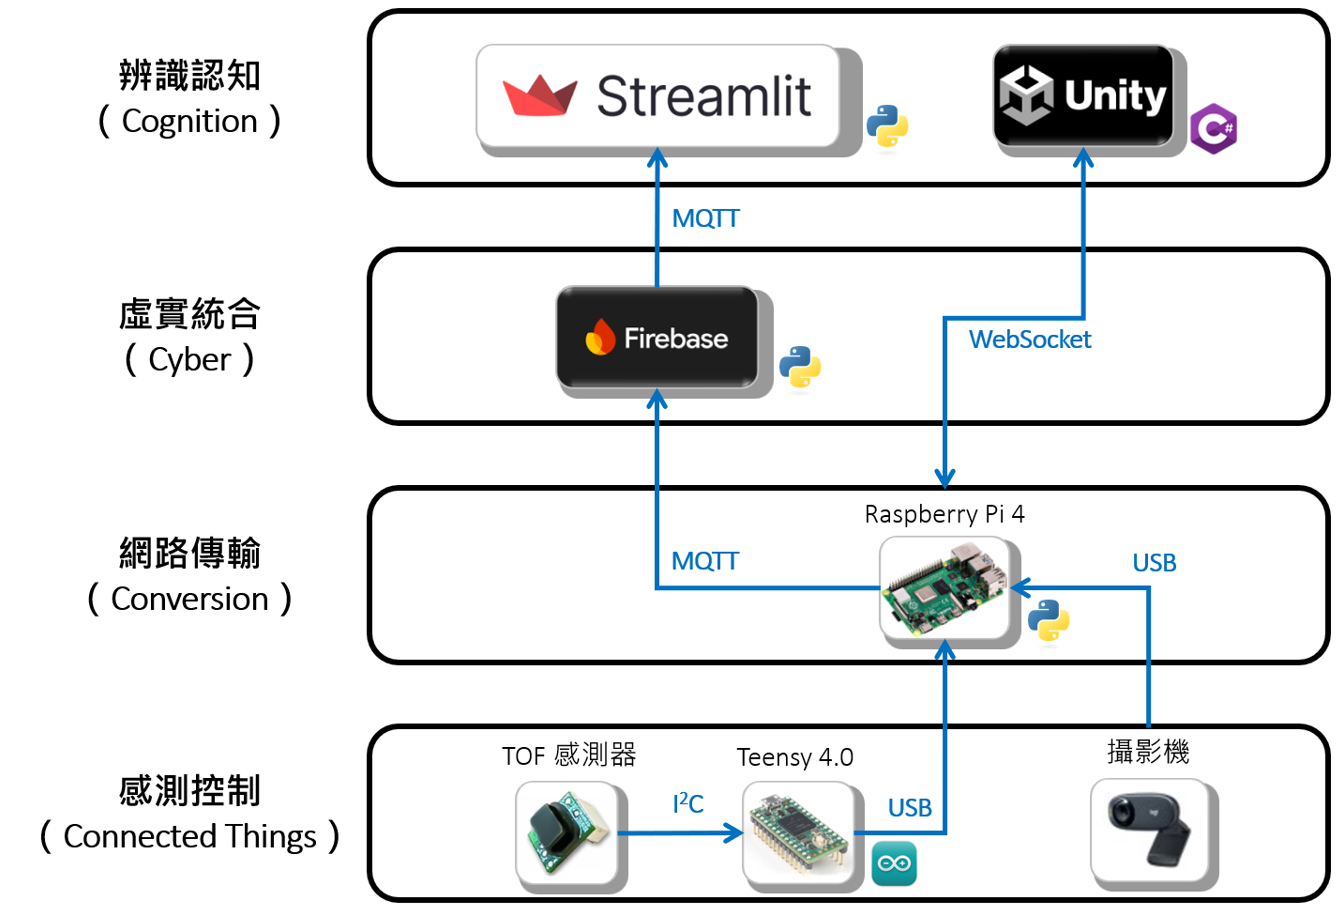 辨識認知
（Cognition）
Streamlit
Unity
C#
MQTT
虛實統合
（Cyber）
Firebase
WebSocket
網路傳輸
（Conversion）
Raspberry Pi 4
MQTT
USB
感測控制
（Connected Things）
TOF 感測器
Teensy 4.0
攝影機
I²C
USB